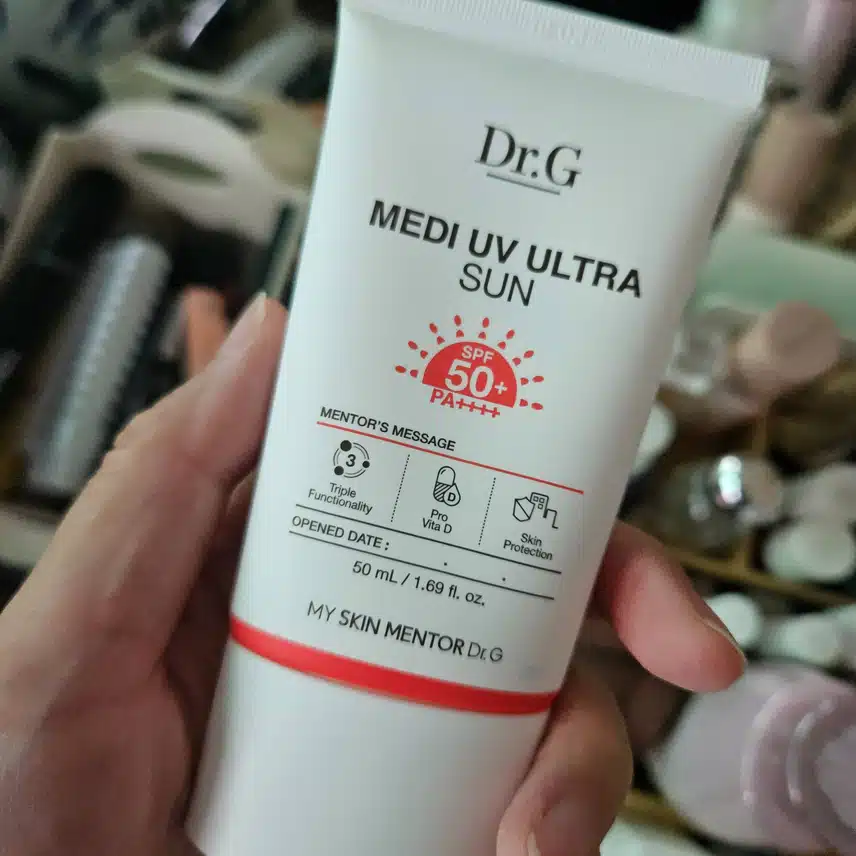 Dr.G
MEDI UV ULTRA
SUN
SPF
50+
PA++++
MENTOR'S MESSAGE
3
Triple
Functionality
D
Pro
Vita D
Skin
Protection
OPENED DATE : . .
50 mL / 1.69 fl. oz.
MY SKIN MENTOR Dr.G